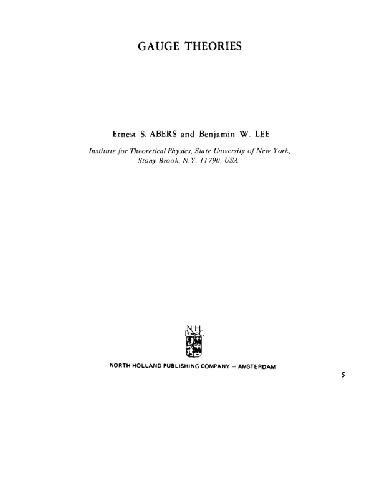 GAUGE THEORIES
Ernest S. ABERS and Benjamin W. LEE
Institute for Theoretical Physics, State University of New York,
Stony Brook, N.Y. 11790, USA
N H
NORTH HOLLAND PUBLISHING COMPANY – AMSTERDAM
5